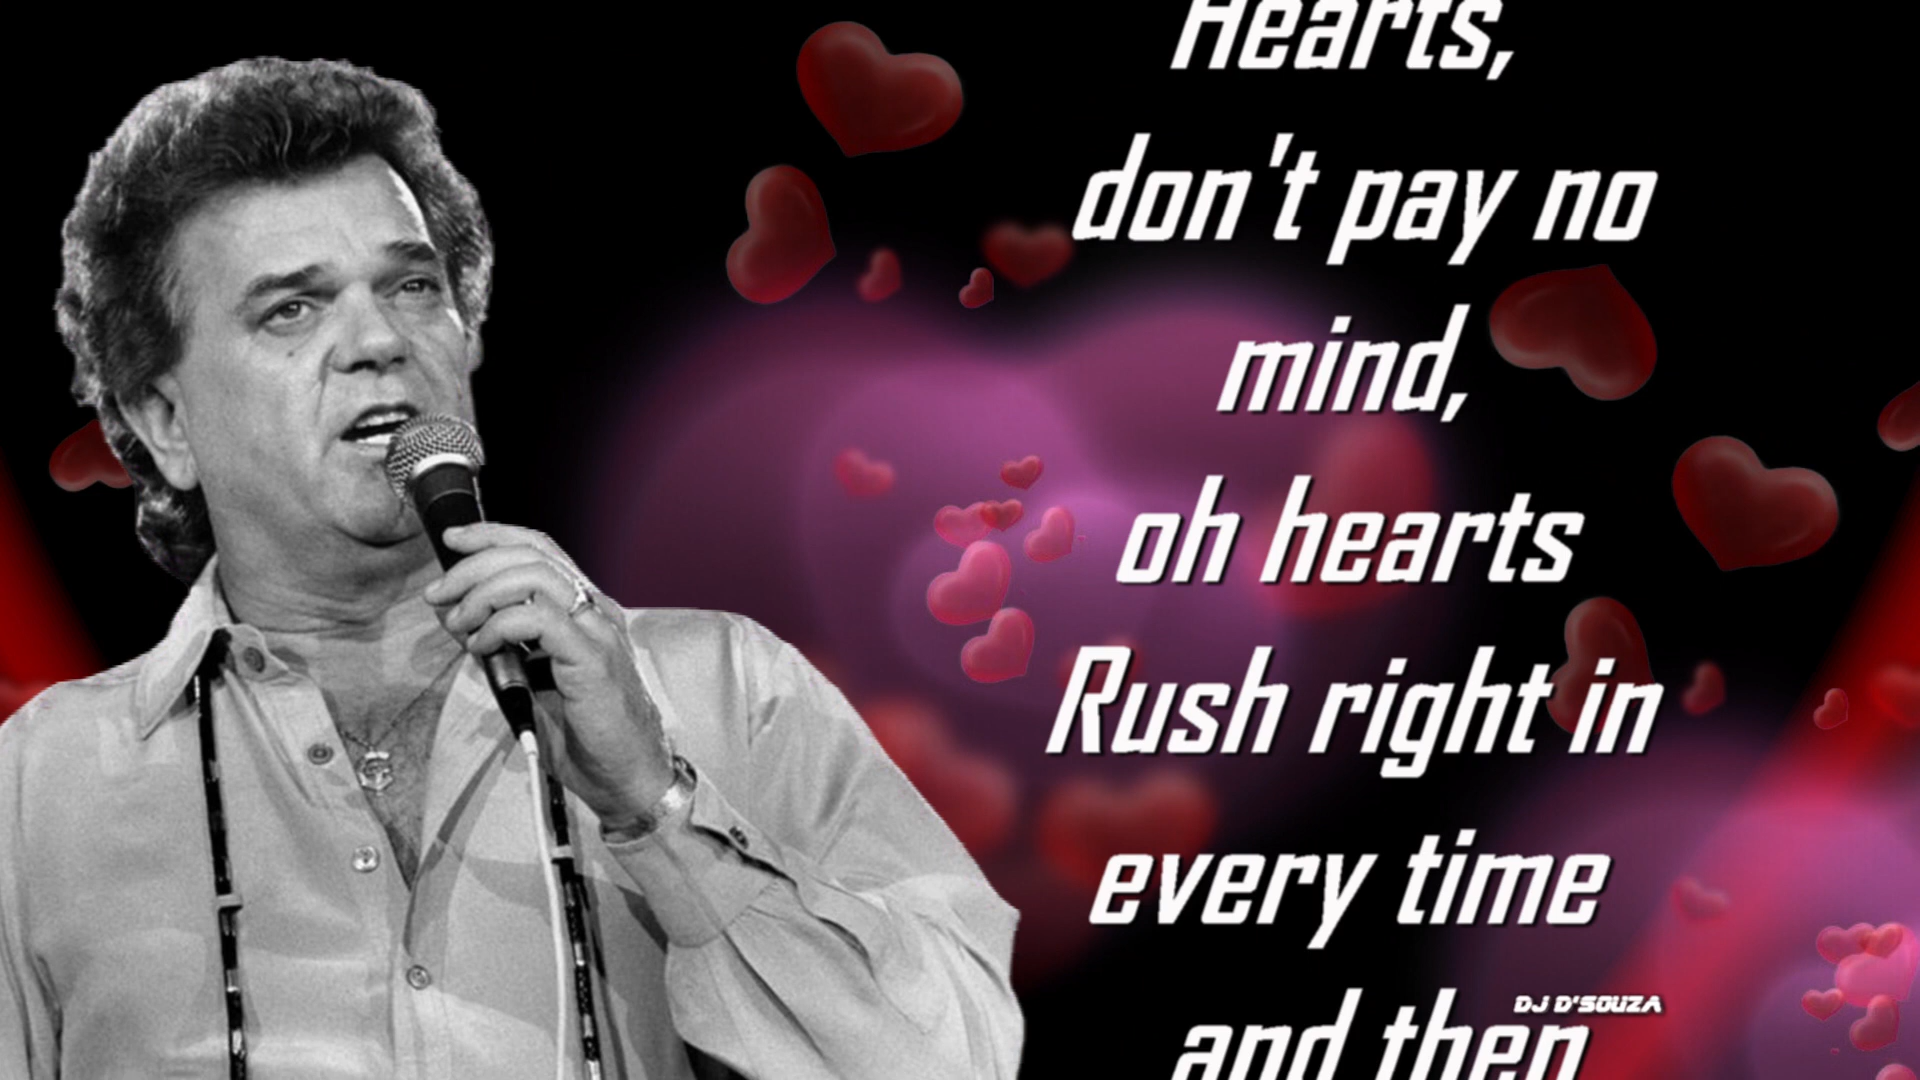 Hearts,
don't pay no
mind,
oh hearts
Rush right in
every time
DJ D'SOUZA
and then